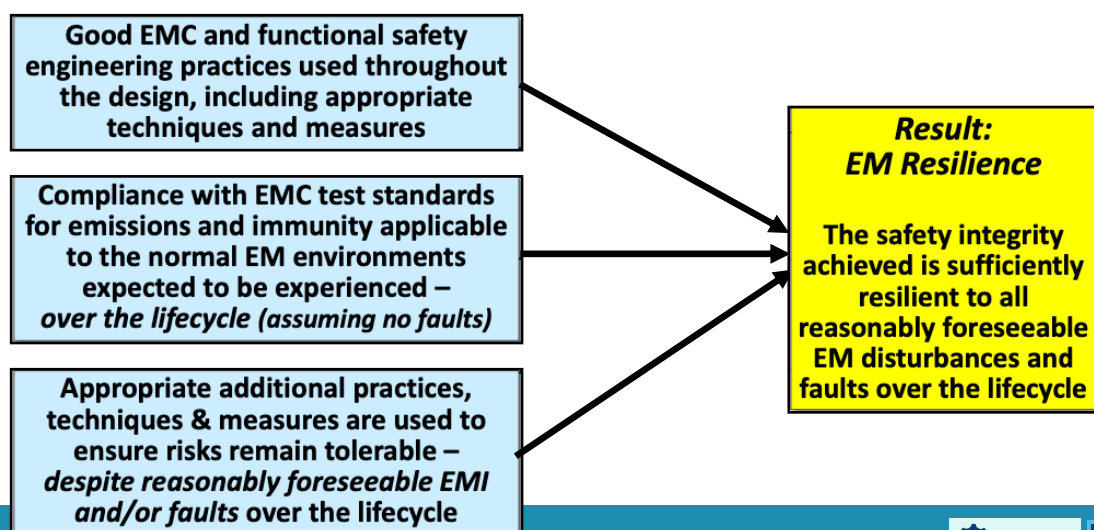 Good EMC and functional safety
engineering practices used throughout
the design, including appropriate
techniques and measures
Compliance with EMC test standards
for emissions and immunity applicable
to the normal EM environments
expected to be experienced –
over the lifecycle (assuming no faults)
Appropriate additional practices,
techniques & measures are used to
ensure risks remain tolerable –
despite reasonably foreseeable EMI
and/or faults over the lifecycle
Result:
EM Resilience
The safety integrity
achieved is sufficiently
resilient to all
reasonably foreseeable
EM disturbances and
faults over the lifecycle